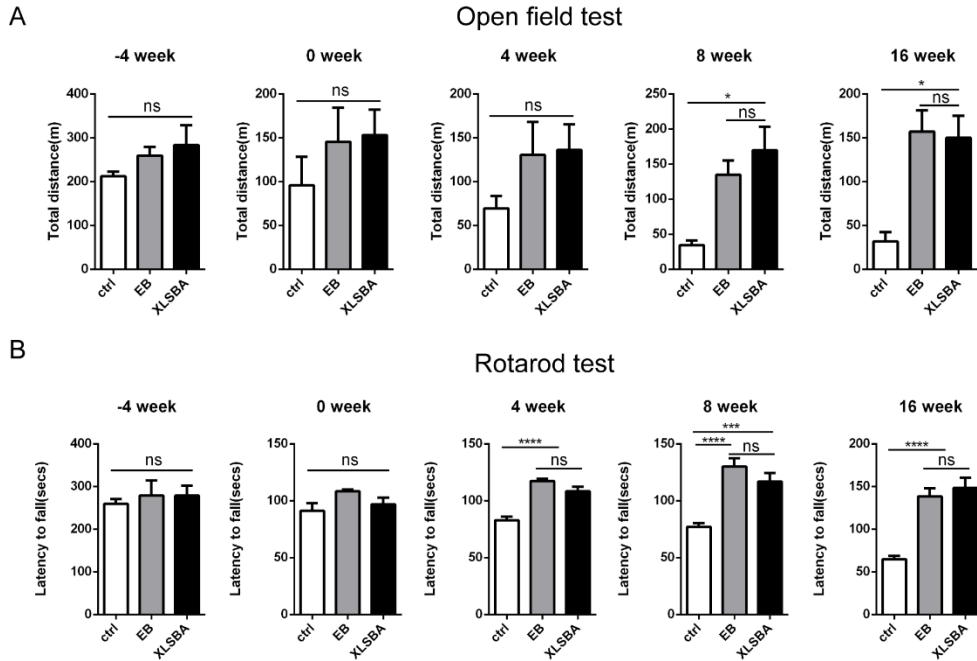 A
Open field test
-4 week
0 week
4 week
8 week
16 week
Total distance(m)
400
300
200
100
0
ns
ctrl
EB
XLSBA
Total distance(m)
200
150
100
50
0
ns
ctrl
EB
XLSBA
Total distance(m)
200
150
100
50
0
ns
ctrl
EB
XLSBA
Total distance(m)
250
200
150
100
50
0
*
ns
ctrl
EB
XLSBA
Total distance(m)
200
150
100
50
0
*
ns
ctrl
EB
XLSBA
B
Rotarod test
-4 week
0 week
4 week
8 week
16 week
Latency to fall(secs)
400
300
200
100
0
ns
ctrl
EB
XLSBA
Latency to fall(secs)
150
100
50
0
ns
ctrl
EB
XLSBA
Latency to fall(secs)
150
100
50
0
****
ns
ctrl
EB
XLSBA
Latency to fall(secs)
150
100
50
0
***
****
ns
ctrl
EB
XLSBA
Latency to fall(secs)
200
150
100
50
0
****
ns
ctrl
EB
XLSBA